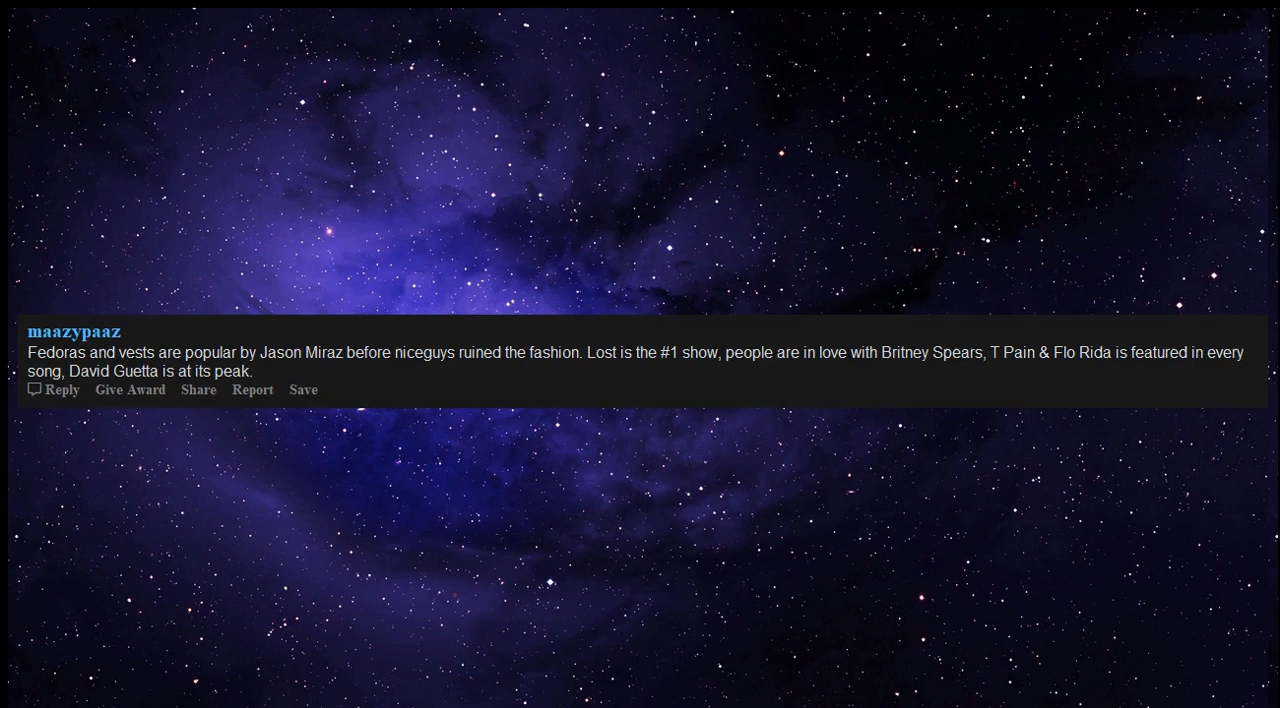 maazypaaz
Fedoras and vests are popular by Jason Miraz before niceguys ruined the fashion. Lost is the #1 show, people are in love with Britney Spears, T Pain & Flo Rida is featured in every
song, David Guetta is at its peak.
Reply Give Award Share Report Save